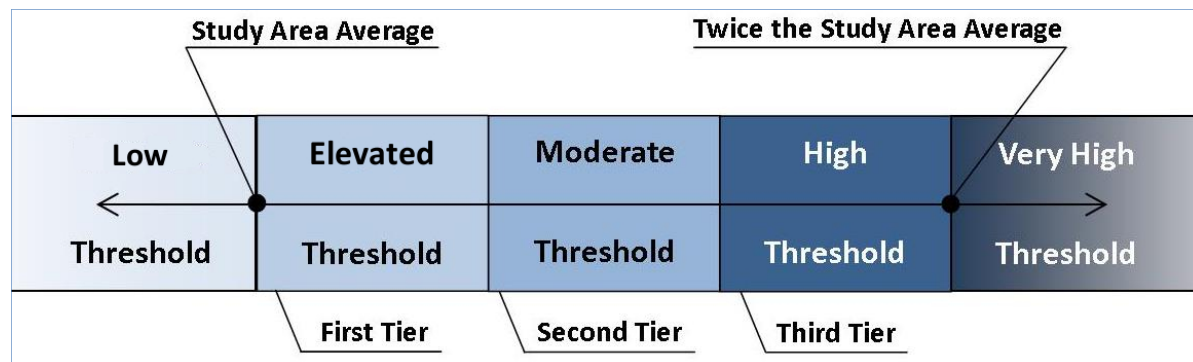 Study Area Average
Twice the Study Area Average
Low
Elevated
Moderate
High
Very High
Threshold
Threshold
Threshold
Threshold
Threshold
First Tier
Second Tier
Third Tier